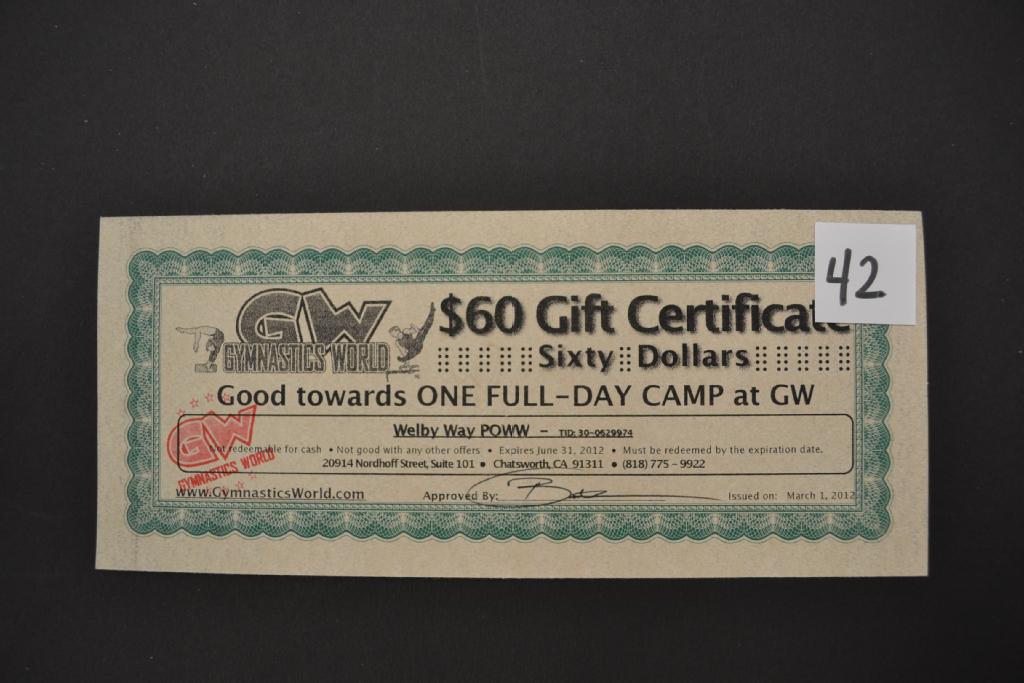 42
GW
GYMNASTICS WORLD
$60 Gift Certificate
Sixty Dollars
Good towards ONE FULL-DAY CAMP at GW
GW
GYMNASTICS WORLD
Welby Way POWW - TID: 30-0629974
Not redeemable for cash • Not good with any other offers • Expires June 31, 2012 • Must be redeemed by the expiration date.
20914 Nordhoff Street, Suite 101 • Chatsworth, CA 91311 • (818) 775-9922
www.GymnasticsWorld.com Approved By: Issued on: March 1, 2012